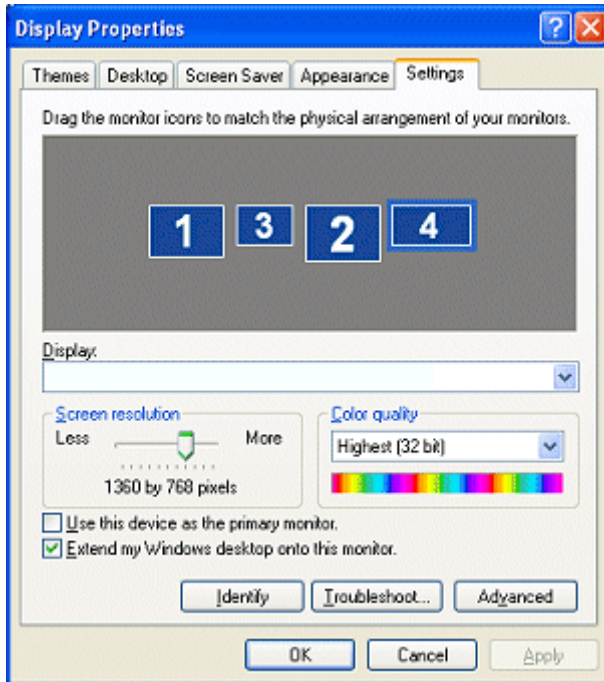 Display Properties
Themes Desktop Screen Saver Appearance Settings
Drag the monitor icons to match the physical arrangement of your monitors.
1 3 2 4
Display:
Screen resolution
Less More
1360 by 768 pixels
Color quality
Highest (32 bit)
Use this device as the primary monitor.
Extend my Windows desktop onto this monitor.
Identify Troubleshoot... Advanced
OK Cancel Apply